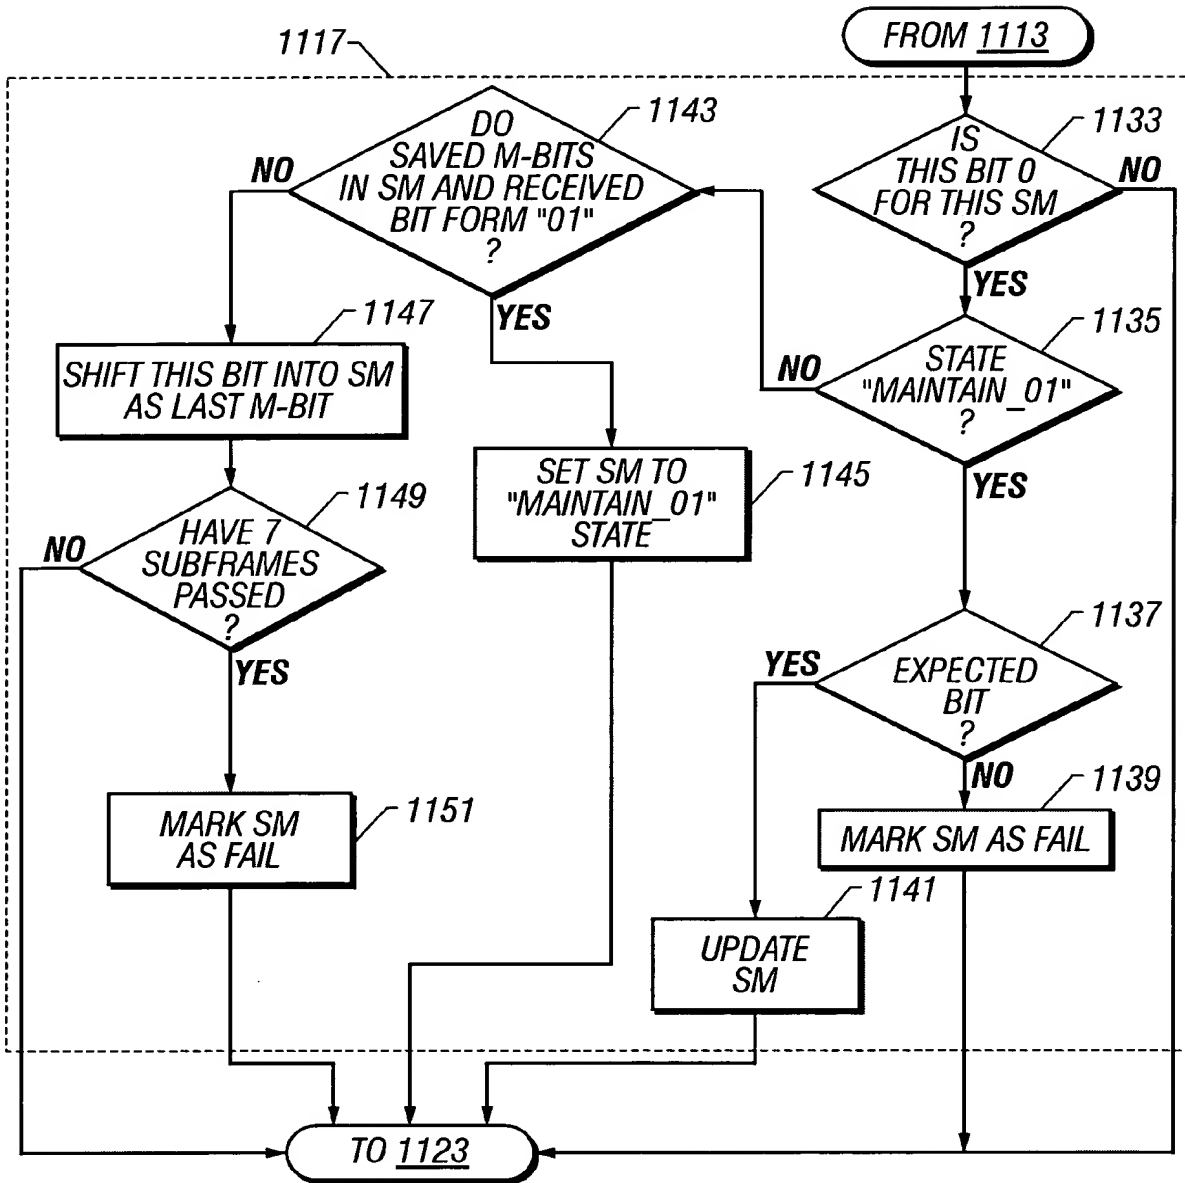 FROM 1113
1117
1133
IS
THIS BIT 0
FOR THIS SM
?
NO
YES
1143
DO
SAVED M-BITS
IN SM AND RECEIVED
BIT FORM "01"
?
NO
YES
1135
STATE
"MAINTAIN_01"
?
NO
YES
1147
SHIFT THIS BIT INTO SM
AS LAST M-BIT
1145
SET SM TO
"MAINTAIN_01"
STATE
1149
HAVE 7
SUBFRAMES
PASSED
?
NO
YES
1137
EXPECTED
BIT
?
YES
NO
1151
MARK SM
AS FAIL
1139
MARK SM AS FAIL
1141
UPDATE
SM
TO 1123